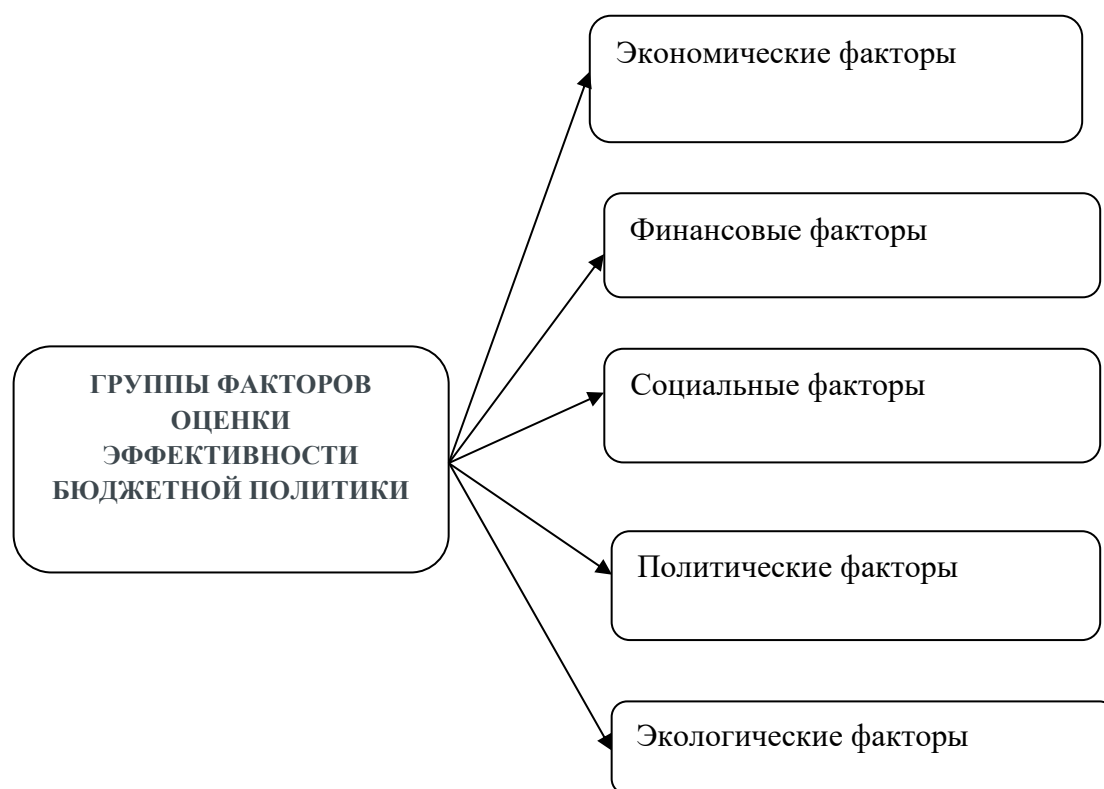 Экономические факторы
Финансовые факторы
Социальные факторы
ГРУППЫ ФАКТОРОВ
ОЦЕНКИ
ЭФФЕКТИВНОСТИ
БЮДЖЕТНОЙ ПОЛИТИКИ
Политические факторы
Экологические факторы